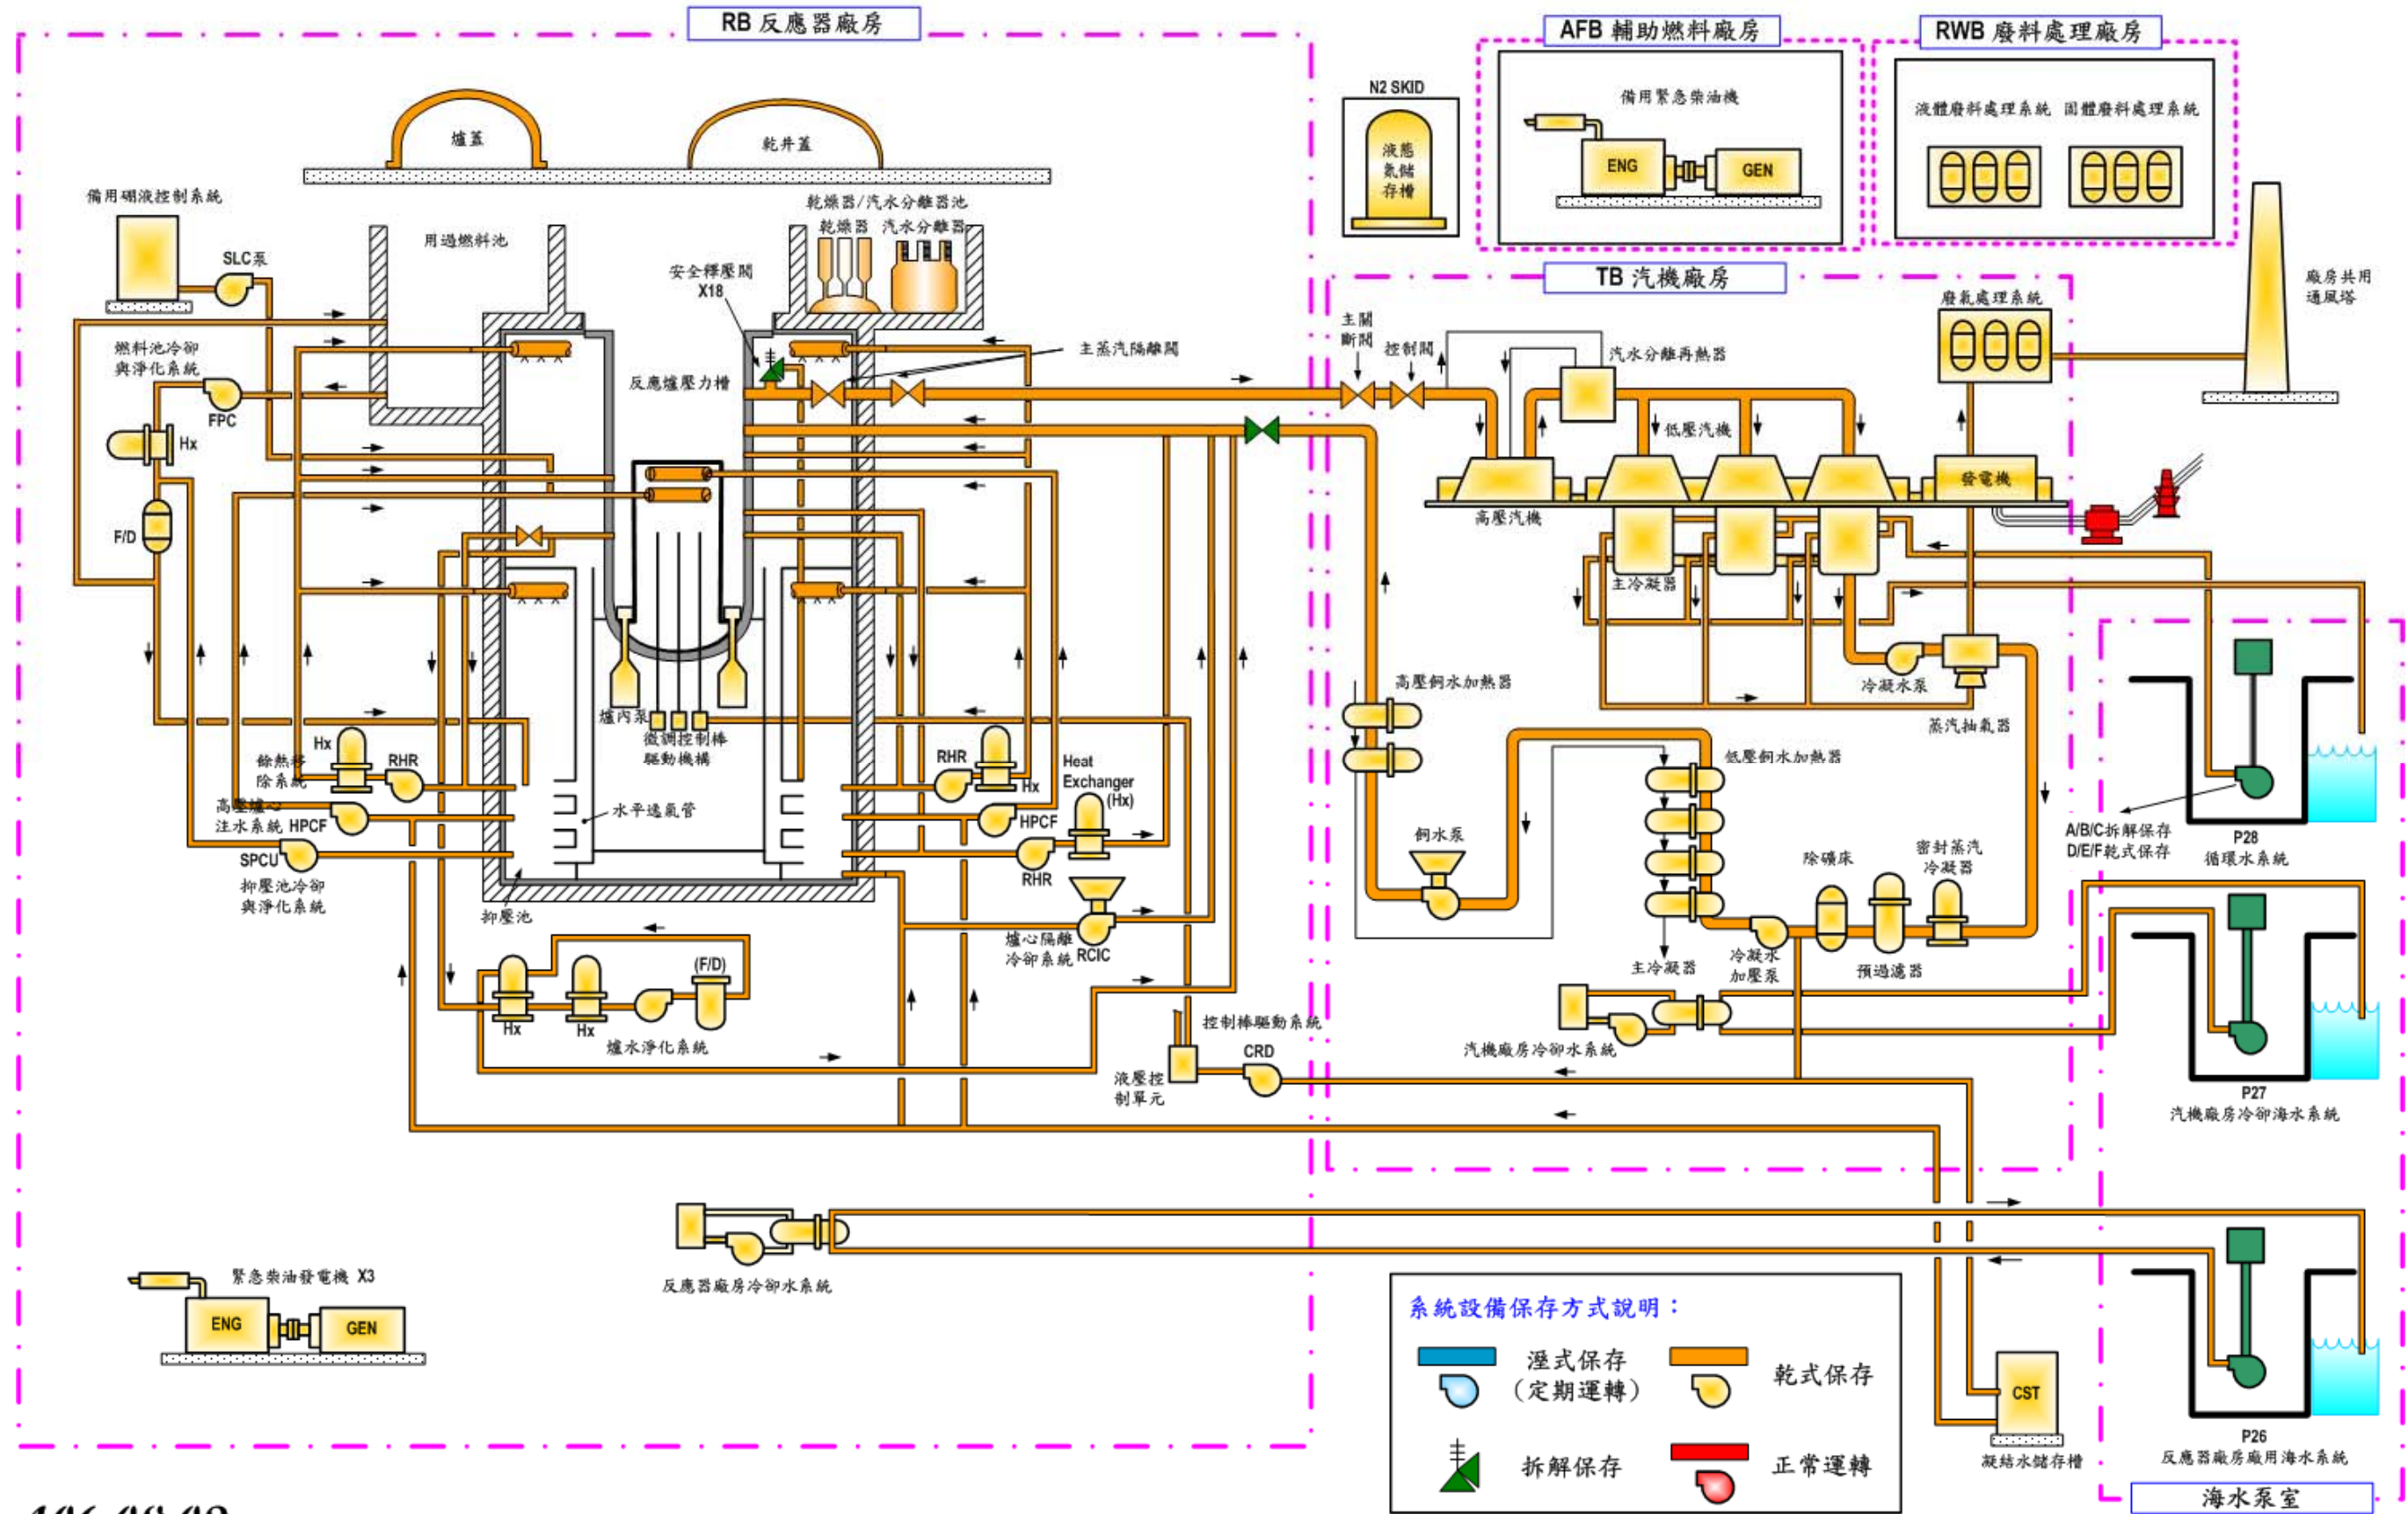 RB 反應器廠房
AFB 輔助燃料廠房
RWB 廢料處理廠房
爐蓋
乾井蓋
N2 SKID
液態
氮儲
存槽
備用緊急柴油機
ENG
GEN
液體廢料處理系統
固體廢料處理系統
備用硼液控制系統
SLC泵
用過燃料池
乾燥器/汽水分離器池
乾燥器
汽水分離器
安全釋壓閥
X18
燃料池冷卻
與淨化系統
FPC
Hx
F/D
反應爐壓力槽
主蒸汽隔離閥
TB 汽機廠房
主關
斷閥
控制閥
汽水分離再熱器
廢氣處理系統
廠房共用
通風塔
低壓汽機
高壓汽機
發電機
主冷凝器
冷凝水泵
蒸汽抽氣器
高壓飼水加熱器
低壓飼水加熱器
爐內泵
微調控制棒
驅動機構
Hx
餘熱移
除系統
RHR
高壓爐心
注水系統 HPCF
SPCU
抑壓池冷卻
與淨化系統
水平洩氣管
抑壓池
RHR
Hx
Heat
Exchanger
(Hx)
HPCF
RHR
爐心隔離
冷卻系統 RCIC
飼水泵
除礦床
密封蒸汽
冷凝器
預過濾器
主冷凝器
冷凝水
加壓泵
A/B/C拆解保存
D/E/F乾式保存
P28
循環水系統
(F/D)
Hx
Hx
爐水淨化系統
控制棒驅動系統
CRD
液壓控
制單元
汽機廠房冷卻水系統
P27
汽機廠房冷卻海水系統
反應器廠房冷卻水系統
緊急柴油發電機 X3
ENG
GEN
系統設備保存方式說明：
溼式保存
（定期運轉）
乾式保存
拆解保存
正常運轉
CST
凝結水儲存槽
P26
反應器廠房廠用海水系統
海水泵室